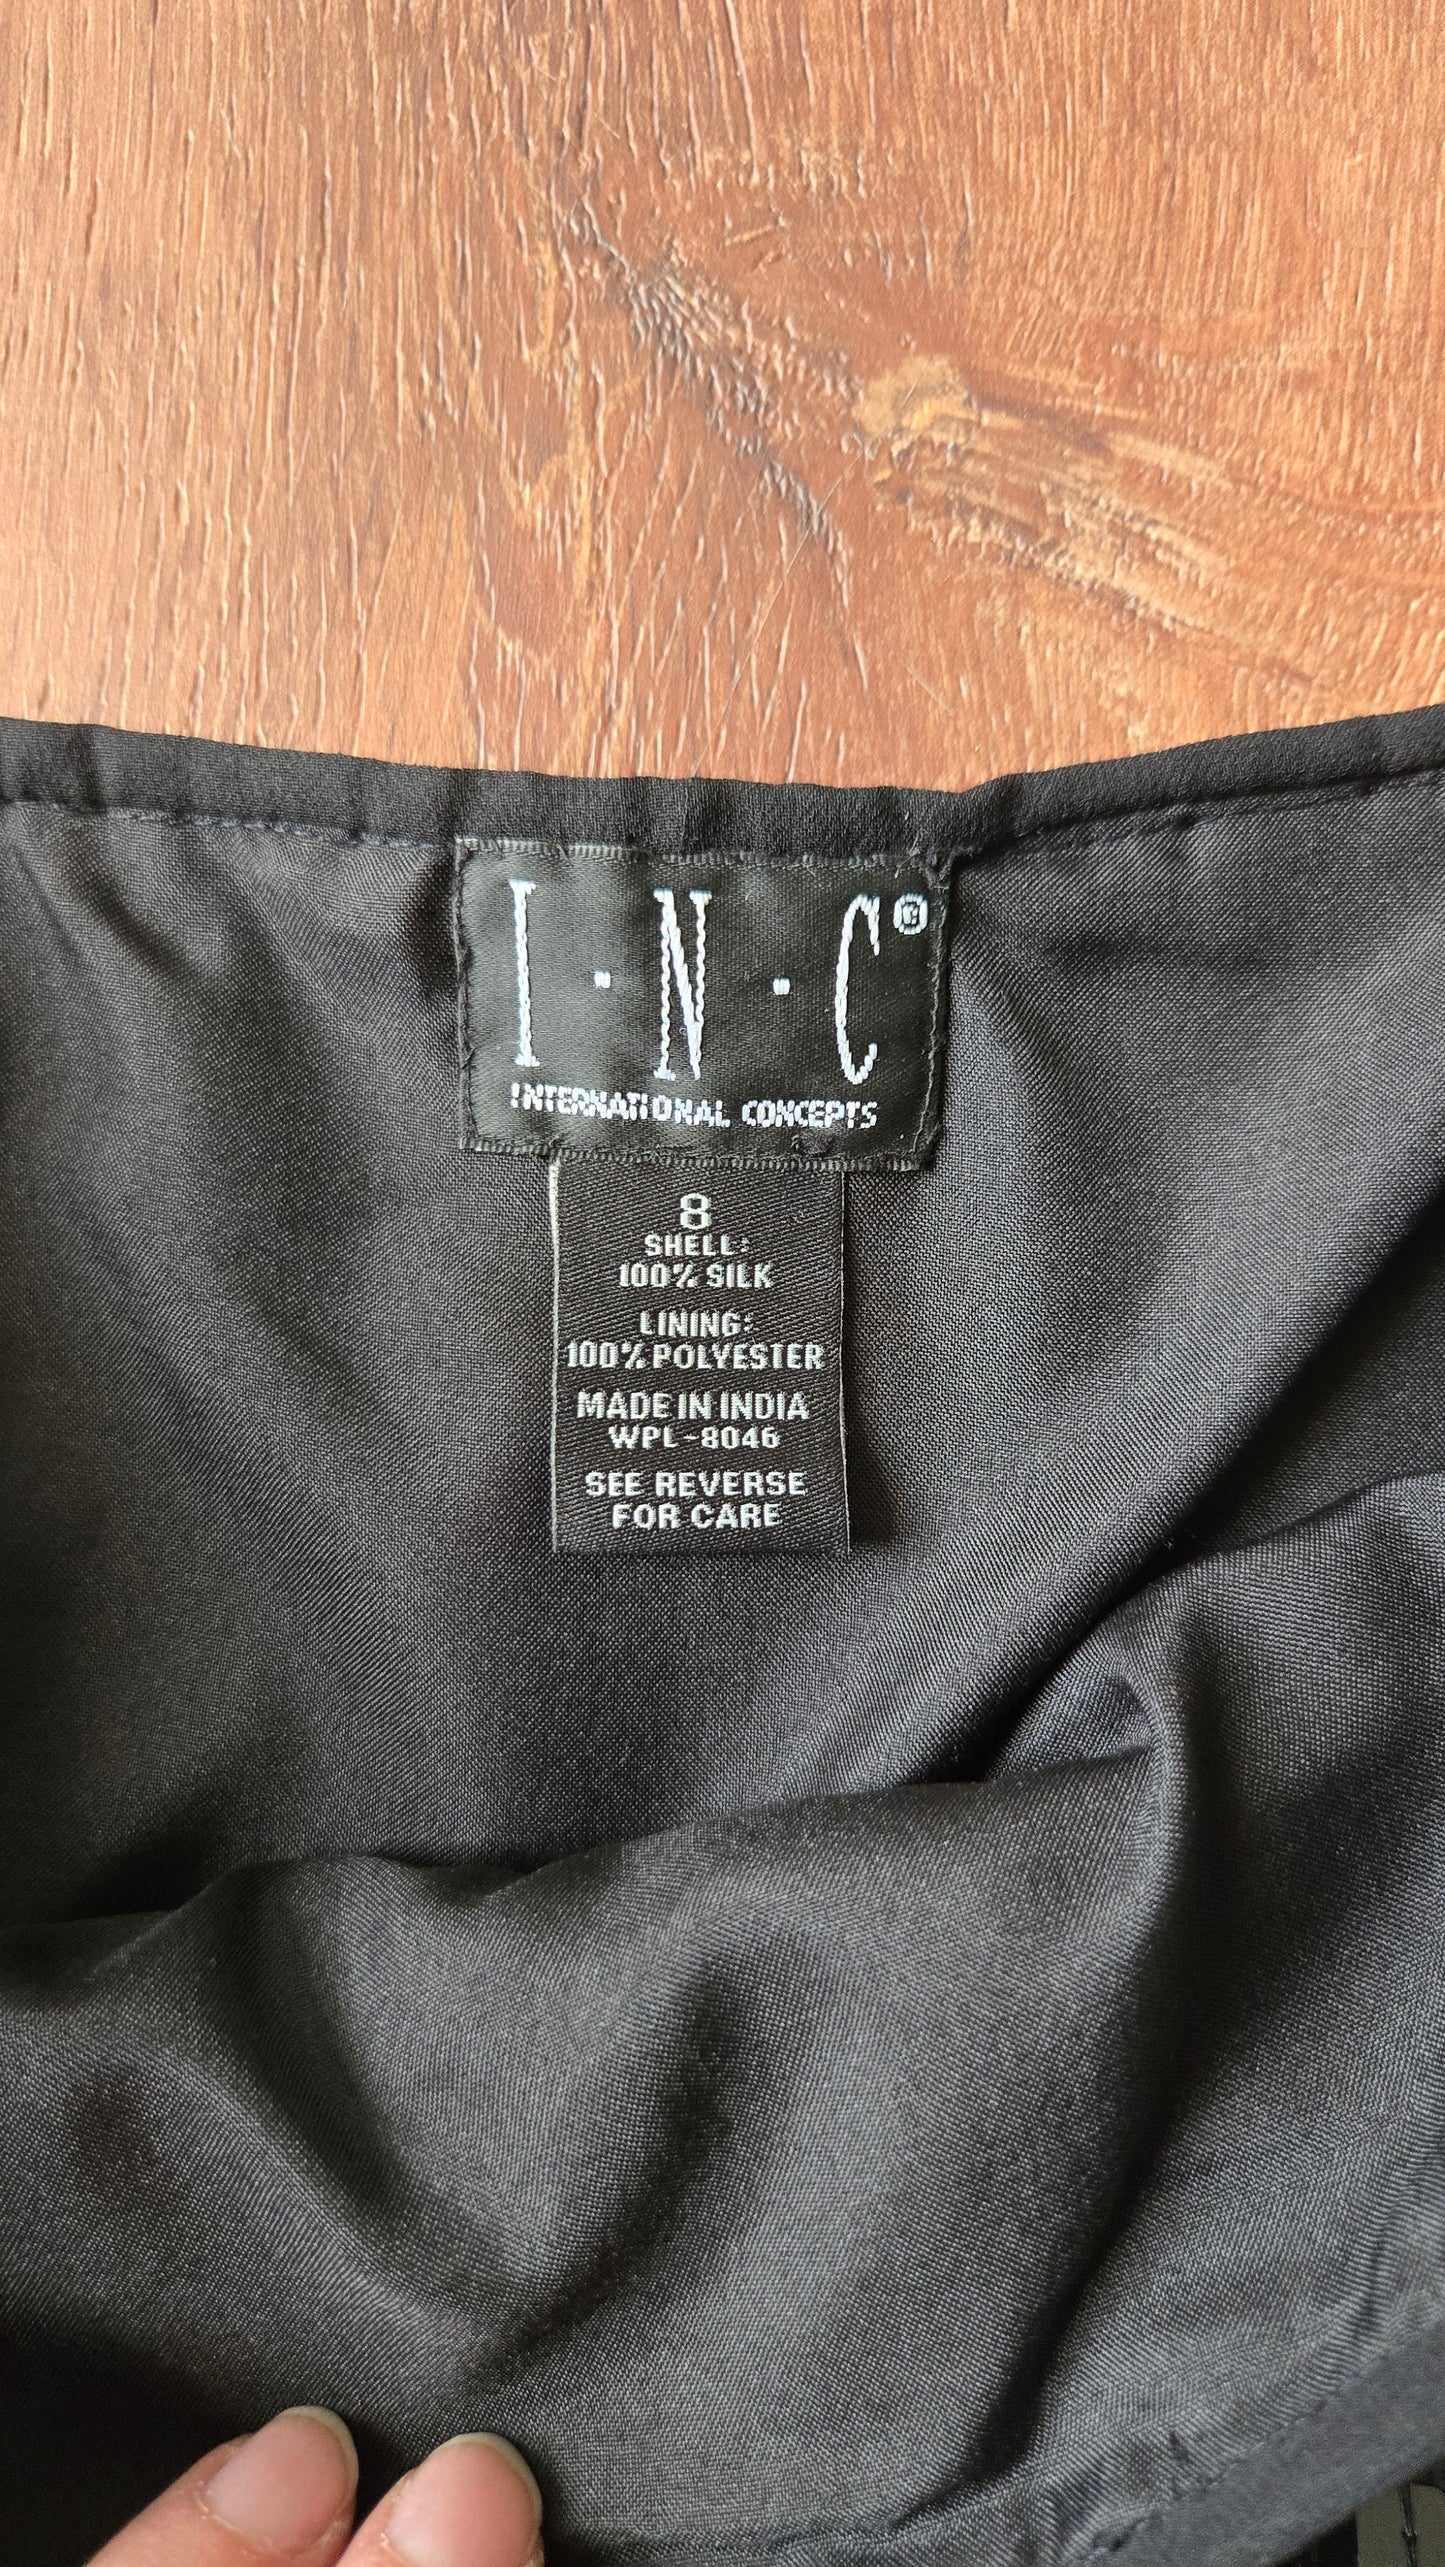 I·N·C®
INTERNATIONAL CONCEPTS
8
SHELL:
100% SILK
LINING:
100% POLYESTER
MADE IN INDIA
WPL-8046
SEE REVERSE
FOR CARE